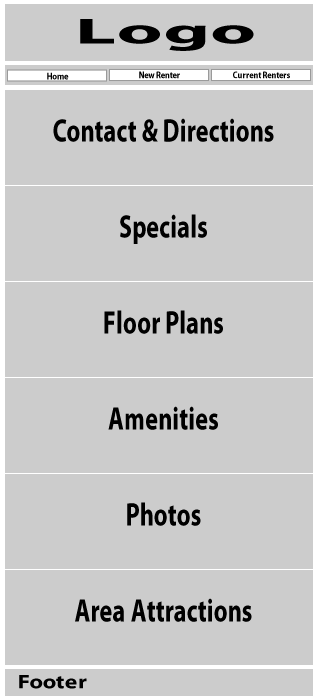 Logo
Home New Renter Current Renters
Contact & Directions
Specials
Floor Plans
Amenities
Photos
Area Attractions
Footer